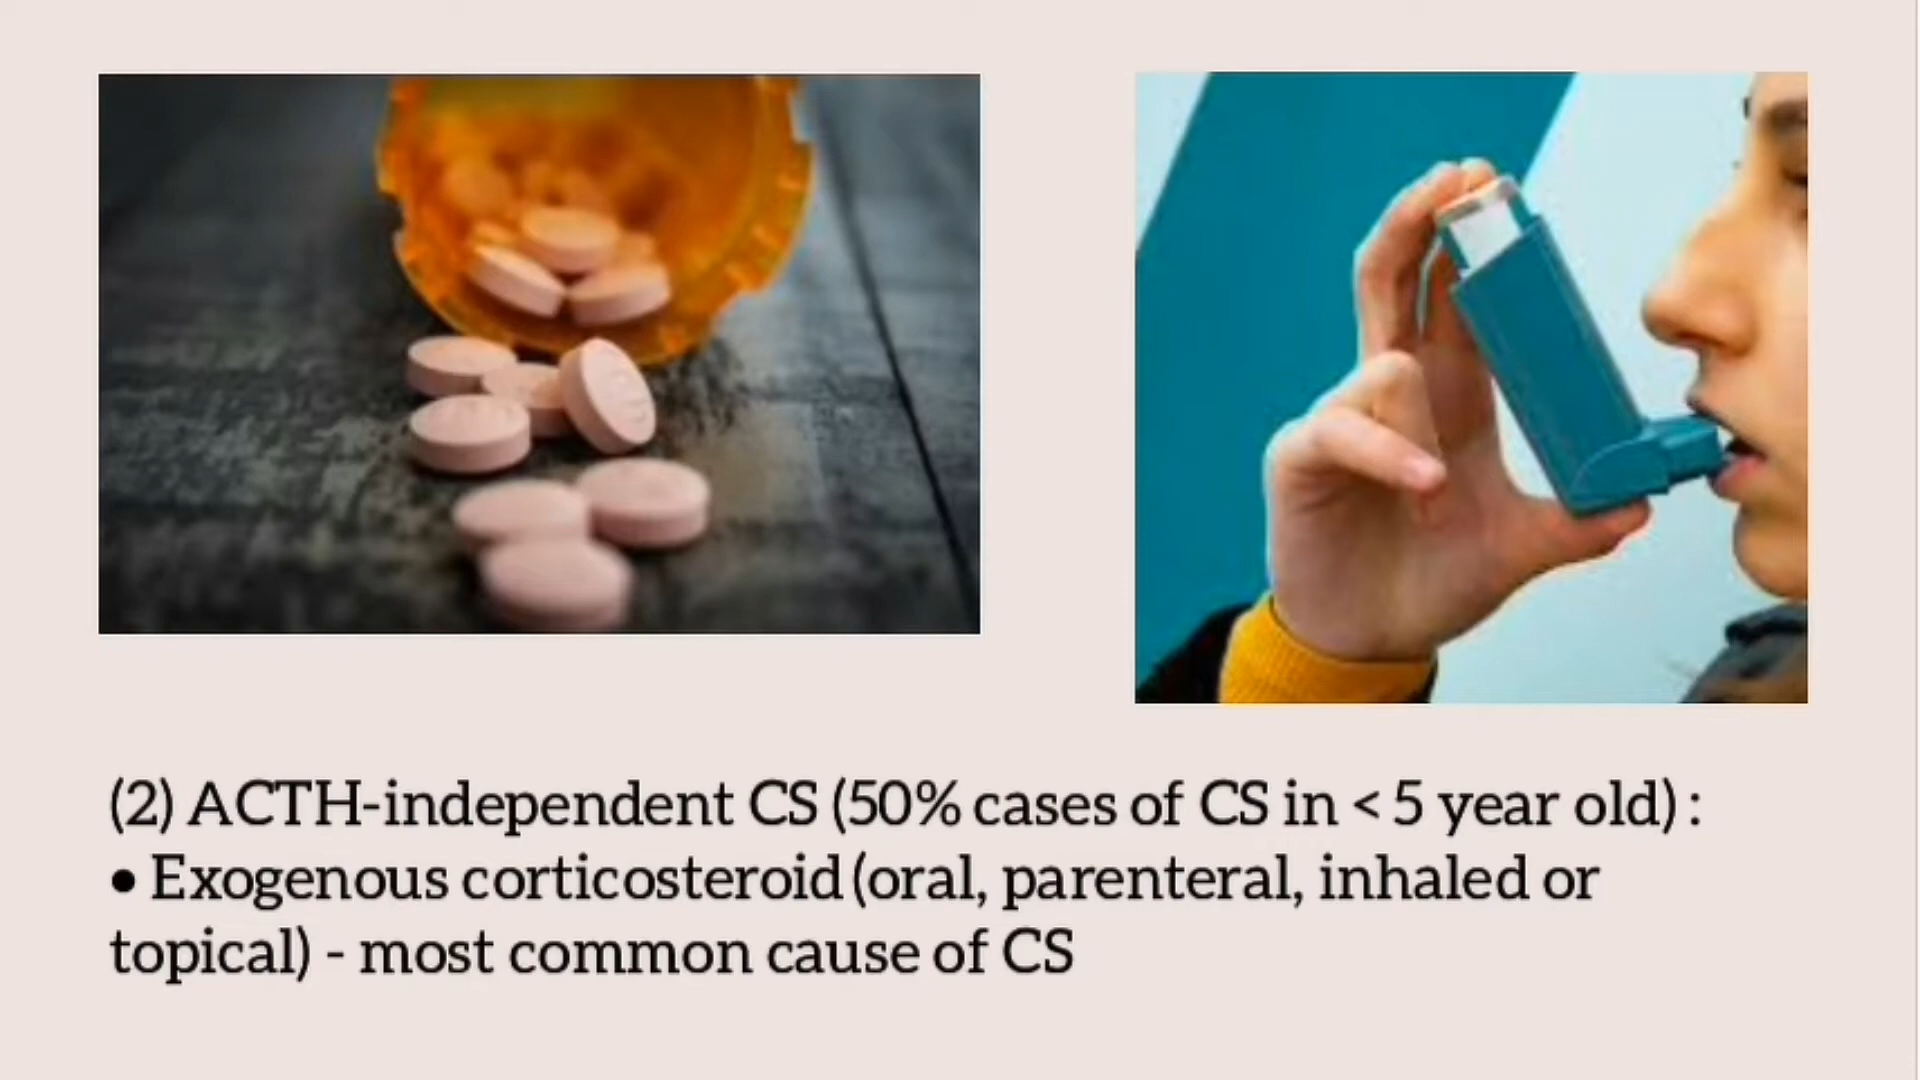 (2) ACTH-independent CS (50% cases of CS in < 5 year old) :
• Exogenous corticosteroid (oral, parenteral, inhaled or
topical) - most common cause of CS